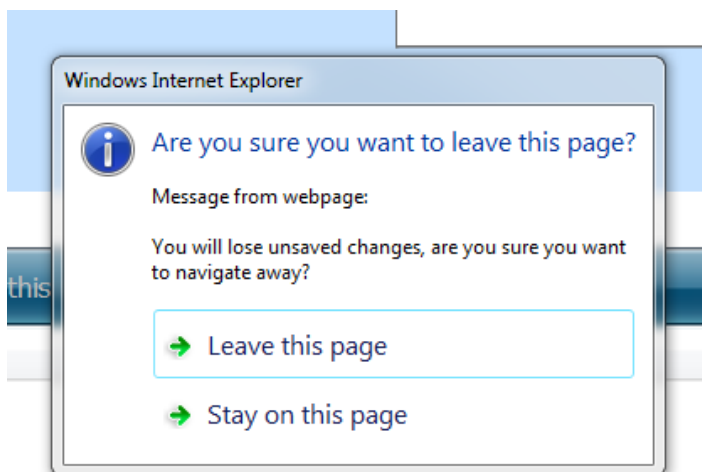 Windows Internet Explorer
Are you sure you want to leave this page?
Message from webpage:
You will lose unsaved changes, are you sure you want
to navigate away?
this
Leave this page
Stay on this page